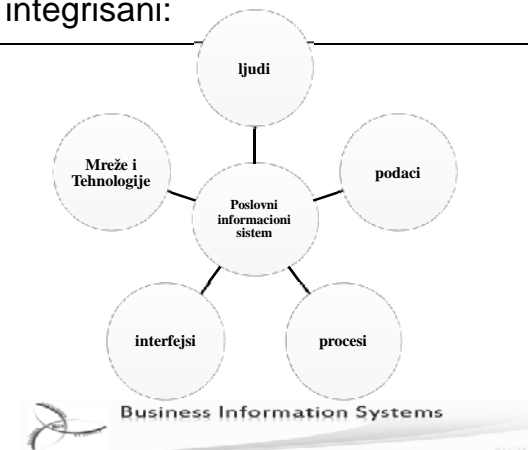 integrisani:
ljudi
Mreže i
Tehnologije
podaci
Poslovni
informacioni
sistem
interfejsi
procesi
Business Information Systems